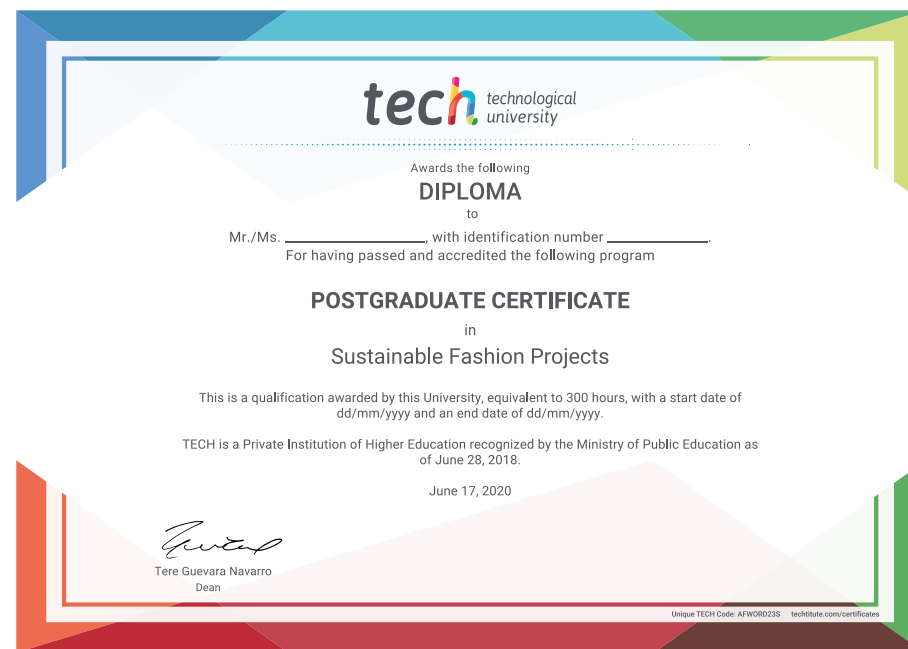 tech technological
university
Awards the following
DIPLOMA
to
Mr./Ms. ____________________, with identification number ______________.
For having passed and accredited the following program
POSTGRADUATE CERTIFICATE
in
Sustainable Fashion Projects
This is a qualification awarded by this University, equivalent to 300 hours, with a start date of
dd/mm/yyyy and an end date of dd/mm/yyyy.
TECH is a Private Institution of Higher Education recognized by the Ministry of Public Education as
of June 28, 2018.
June 17, 2020
Tere Guevara Navarro
Dean
Unique TECH Code: AFWORD23S techtitute.com/certificates